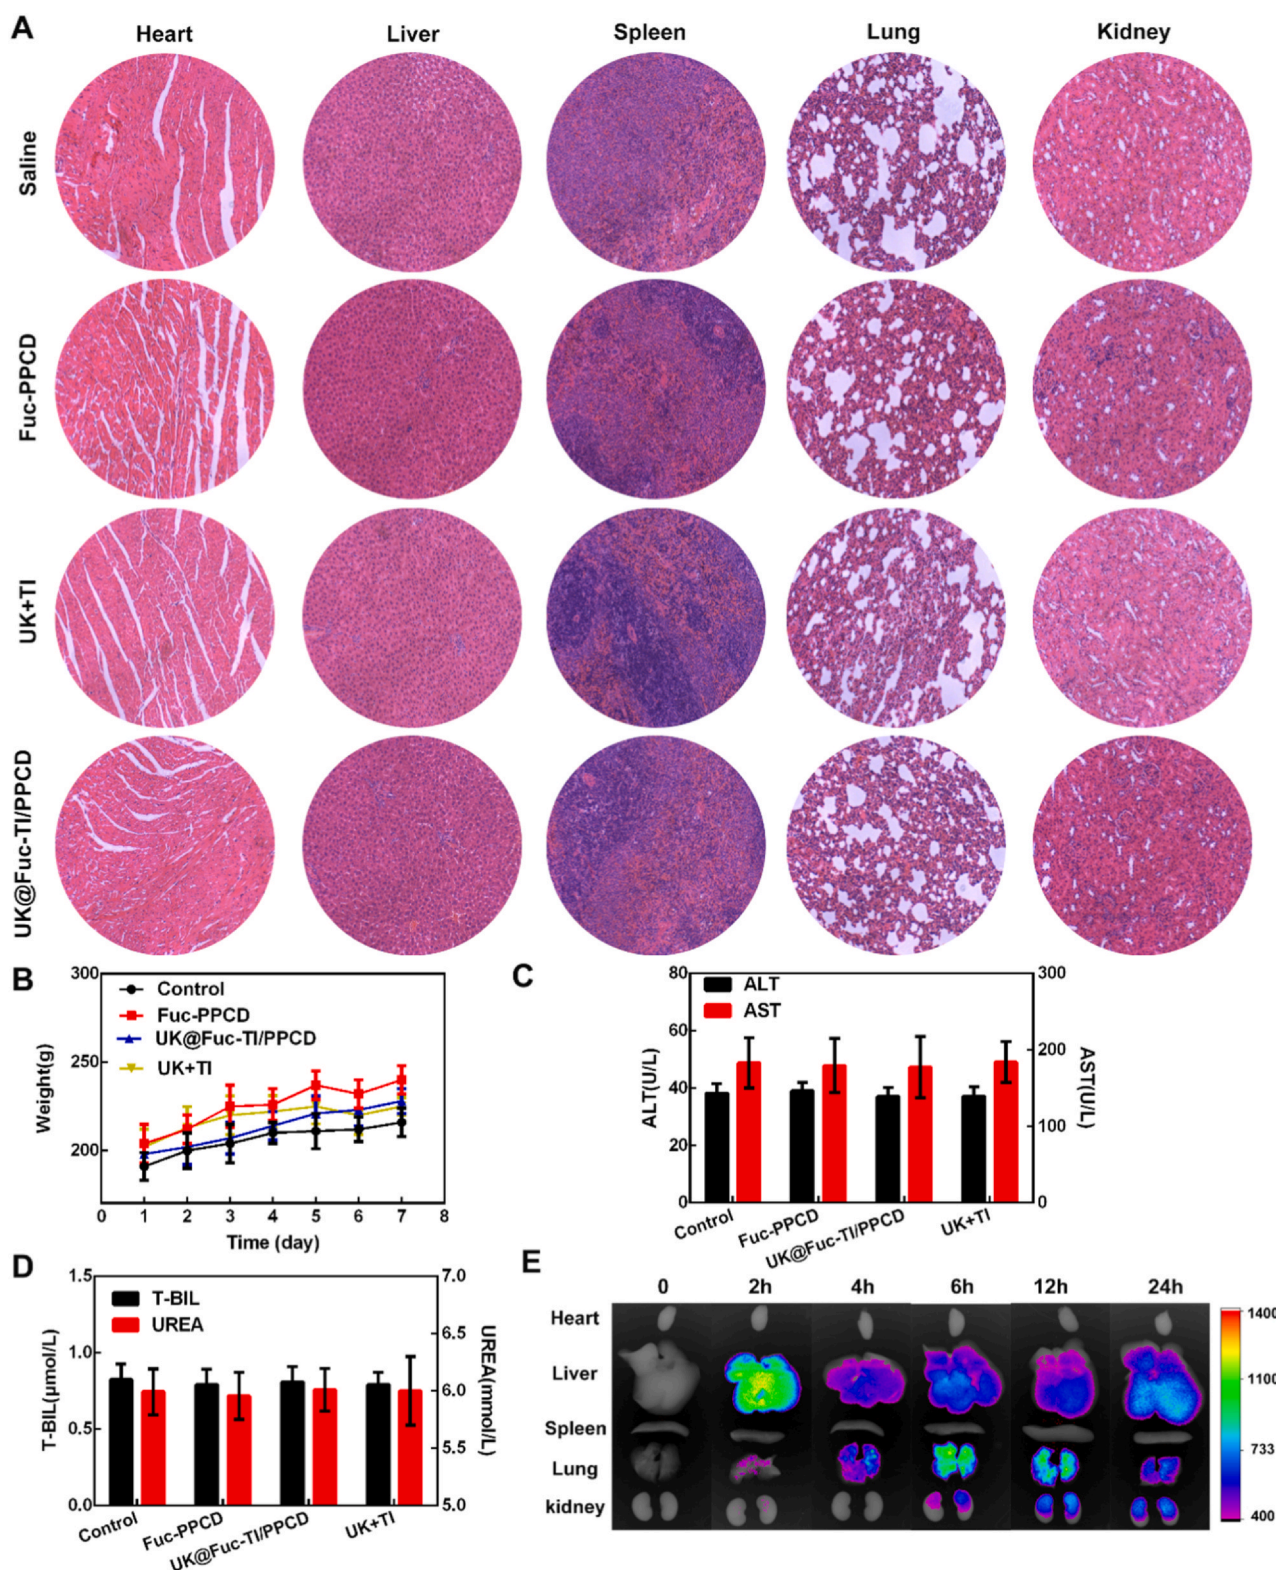 A
Heart Liver Spleen Lung Kidney
Saline
Fuc-PPCD
UK+TI
UK@Fuc-TI/PPCD
B
300
250
200
Weight(g)
Control
Fuc-PPCD
UK@Fuc-TI/PPCD
UK+TI
0 1 2 3 4 5 6 7 8
Time (day)
C
80
60
40
20
0
ALT(U/L)
ALT
AST
300
200
100
0
AST(U/L)
Control Fuc-PPCD UK@Fuc-TI/PPCD UK+TI
D
1.5
1.0
0.5
0.0
T-BIL(μmol/L)
T-BIL
UREA
7.0
6.5
6.0
5.5
5.0
UREA(mmol/L)
Control Fuc-PPCD UK@Fuc-TI/PPCD UK+TI
E
0 2h 4h 6h 12h 24h
Heart
Liver
Spleen
Lung
kidney
1400
1100
733
400